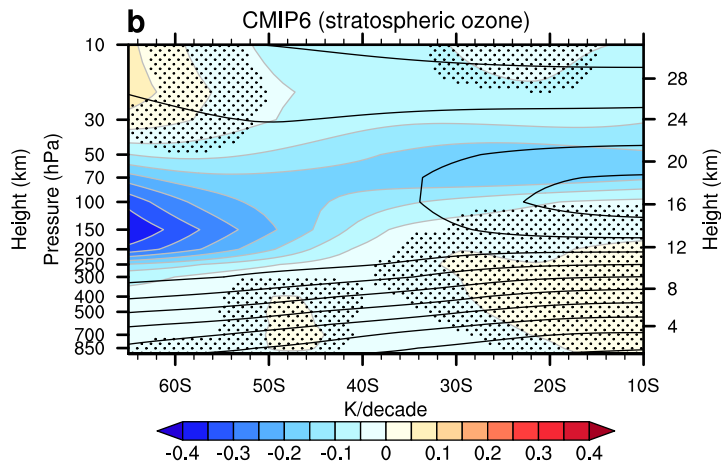 b CMIP6 (stratospheric ozone)
Height (km)
Pressure (hPa)
10
30
50
70
100
150
200
250
300
400
500
700
850
28
24
20
16
12
8
4
Height (km)
60S 50S 40S 30S 20S 10S
K/decade
-0.4 -0.3 -0.2 -0.1 0 0.1 0.2 0.3 0.4